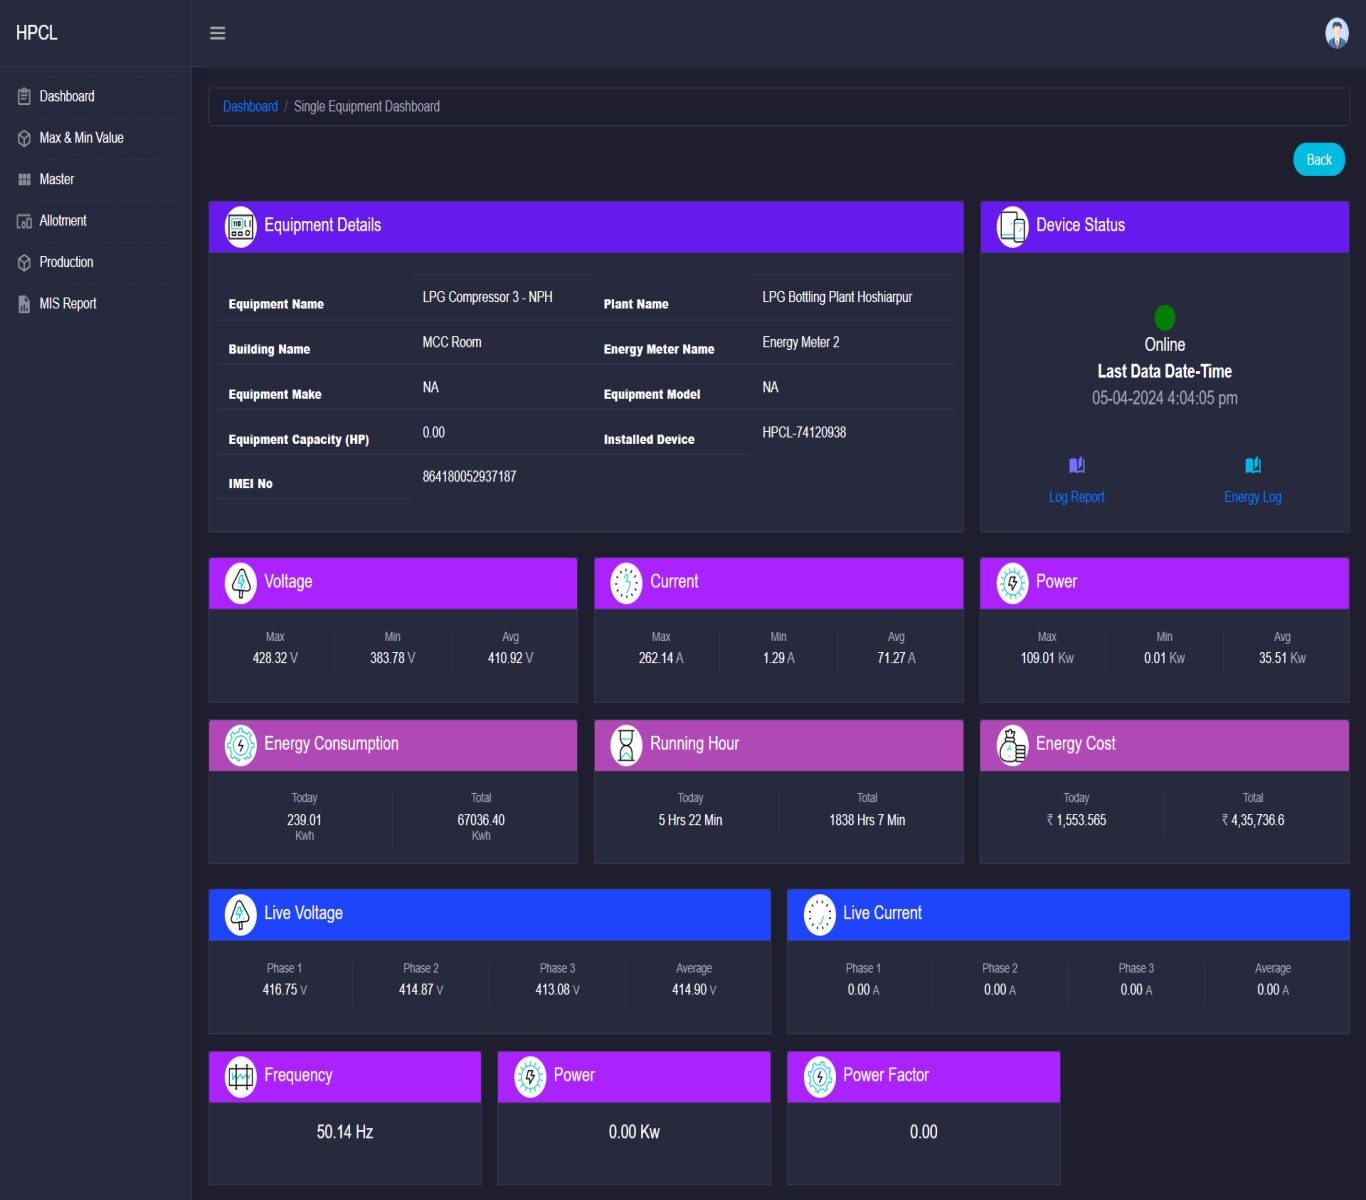 HPCL
Dashboard
Max & Min Value
Master
Allotment
Production
MIS Report
Dashboard / Single Equipment Dashboard
Back
Equipment Details
Equipment Name LPG Compressor 3 - NPH Plant Name LPG Bottling Plant Hoshiarpur
Building Name MCC Room Energy Meter Name Energy Meter 2
Equipment Make NA Equipment Model NA
Equipment Capacity (HP) 0.00 Installed Device HPCL-74120938
IMEI No 864180052937187
Device Status
Online
Last Data Date-Time
05-04-2024 4:04:05 pm
Log Report Energy Log
Voltage
Max Min Avg
428.32 V 383.78 V 410.92 V
Current
Max Min Avg
262.14 A 1.29 A 71.27 A
Power
Max Min Avg
109.01 Kw 0.01 Kw 35.51 Kw
Energy Consumption
Today Total
239.01 67036.40
Kwh Kwh
Running Hour
Today Total
5 Hrs 22 Min 1838 Hrs 7 Min
Energy Cost
Today Total
₹ 1,553.565 ₹ 4,35,736.6
Live Voltage
Phase 1 Phase 2 Phase 3 Average
416.75 V 414.87 V 413.08 V 414.90 V
Live Current
Phase 1 Phase 2 Phase 3 Average
0.00 A 0.00 A 0.00 A 0.00 A
Frequency
50.14 Hz
Power
0.00 Kw
Power Factor
0.00